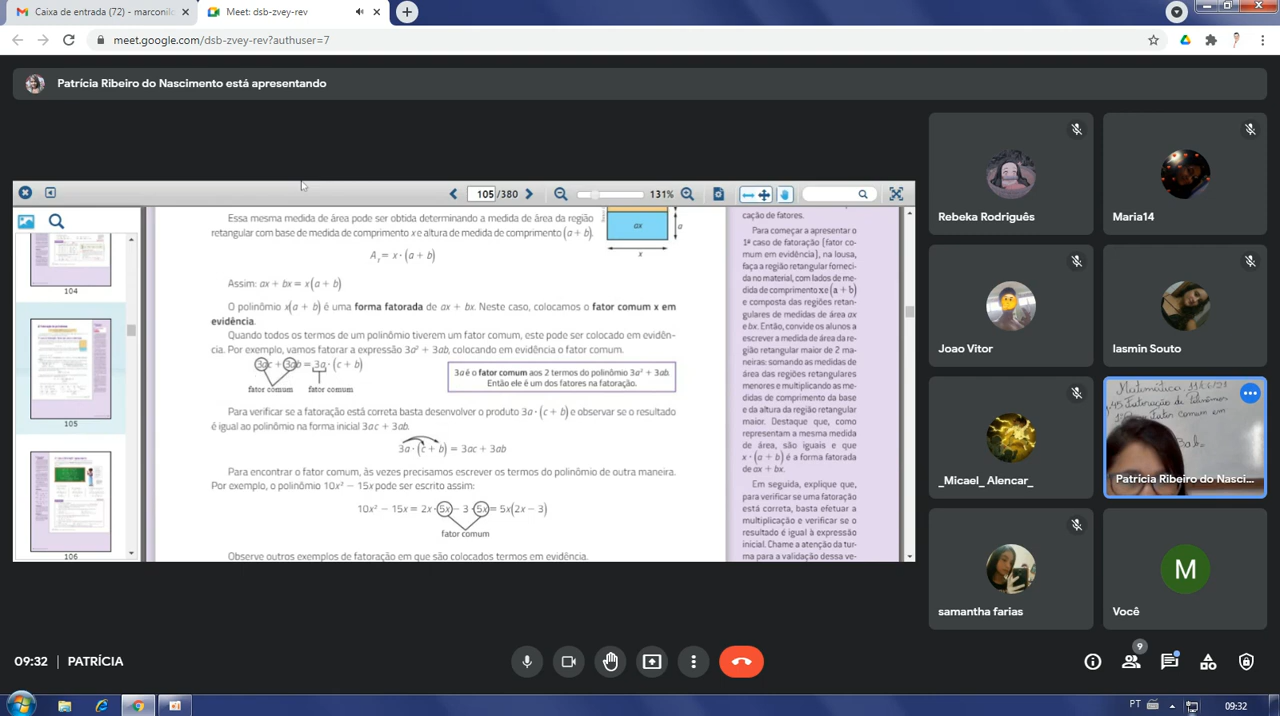 Caixa de entrada (72) - marconilo
Meet: dsb-zvey-rev
meet.google.com/dsb-zvey-rev?authuser=7
Patrícia Ribeiro do Nascimento está apresentando
105/380
131%
104
105
106
Essa mesma medida de área pode ser obtida determinando a medida de área da região
retangular com base de medida de comprimento x e altura de medida de comprimento (a + b).
ax
a
x
= x · (a + b)
Assim: ax + bx = x(a + b)
O polinômio x(a + b) é uma forma fatorada de ax + bx. Neste caso, colocamos o fator comum x em
evidência.
Quando todos os termos de um polinômio tiverem um fator comum, este pode ser colocado em evidên-
cia. Por exemplo, vamos fatorar a expressão 3a² + 3ab, colocando em evidência o fator comum.
3ac + 3ab = 3a · (c + b)
fator comum fator comum
3a é o fator comum aos 2 termos do polinômio 3a² + 3ab.
Então ele é um dos fatores na fatoração.
Para verificar se a fatoração está correta basta desenvolver o produto 3a · (c + b) e observar se o resultado
é igual ao polinômio na forma inicial 3ac + 3ab.
3a · (c + b) = 3ac + 3ab
Para encontrar o fator comum, às vezes precisamos escrever os termos do polinômio de outra maneira.
Por exemplo, o polinômio 10x² − 15x pode ser escrito assim:
10x² − 15x = 2x · 5x − 3 · 5x = 5x(2x − 3)
fator comum
Observe outros exemplos de fatoração em que são colocados termos em evidência.
cação de fatores.
Para começar a apresentar o
1º caso de fatoração (fator co-
mum em evidência), na lousa,
faça a região retangular forneci-
da no material, com lados de me-
dida de comprimento x e (a + b)
e composta das regiões retan-
gulares de medidas de área ax
e bx. Então, convide os alunos a
escrever a medida de área da re-
gião retangular maior de 2 ma-
neiras: somando as medidas de
área das regiões retangulares
menores e multiplicando as me-
didas de comprimento da base
e da altura da região retangular
maior. Destaque que, como
representam a mesma medida
de área, são iguais e que
x · (a + b) é a forma fatorada
de ax + bx.
Em seguida, explique que,
para verificar se uma fatoração
está correta, basta efetuar a
multiplicação e verificar se o
resultado é igual à expressão
inicial. Chame a atenção da tur-
ma para a validação dessa ve-
Rebeka Rodriguês
Maria14
Joao Vitor
Iasmin Souto
_Micael_ Alencar_
Matemática 11/6/21
Fatoração de Polinômios
Fator Comum em
Patrícia Ribeiro do Nasci...
samantha farias
M
Você
09:32 | PATRÍCIA
9
PT
09:32